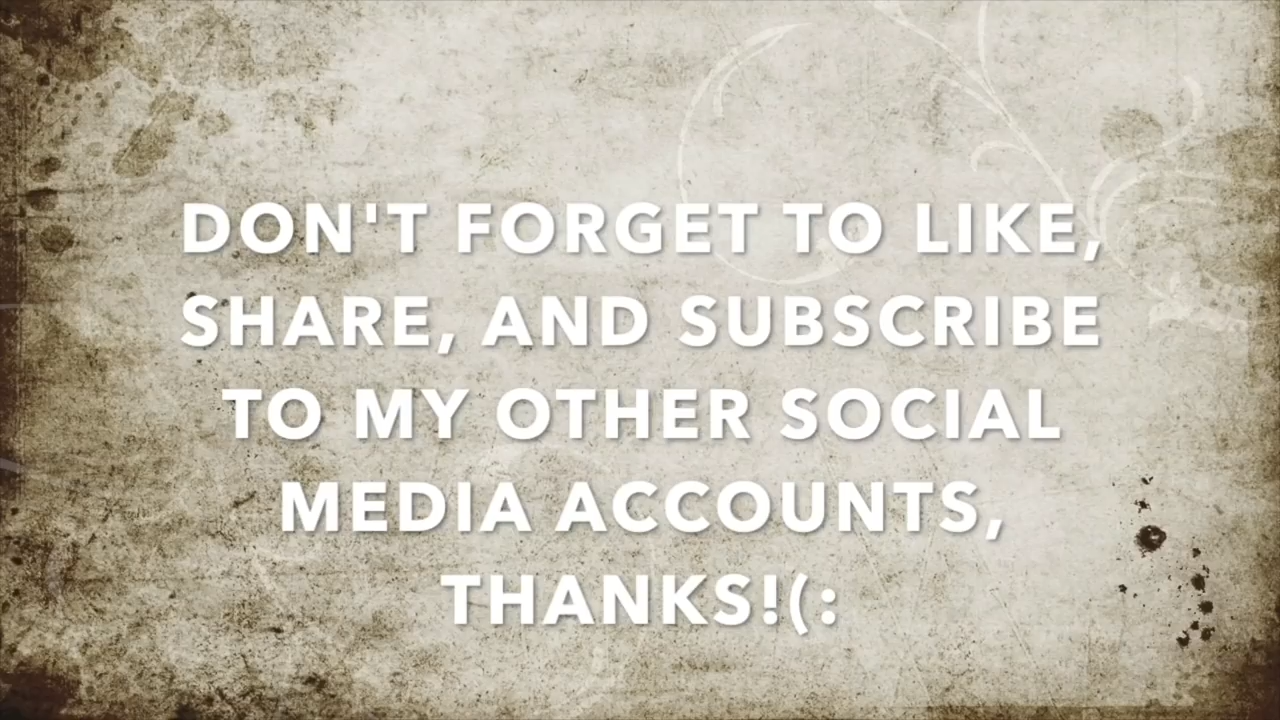 DON'T FORGET TO LIKE,
SHARE, AND SUBSCRIBE
TO MY OTHER SOCIAL
MEDIA ACCOUNTS,
THANKS!(: